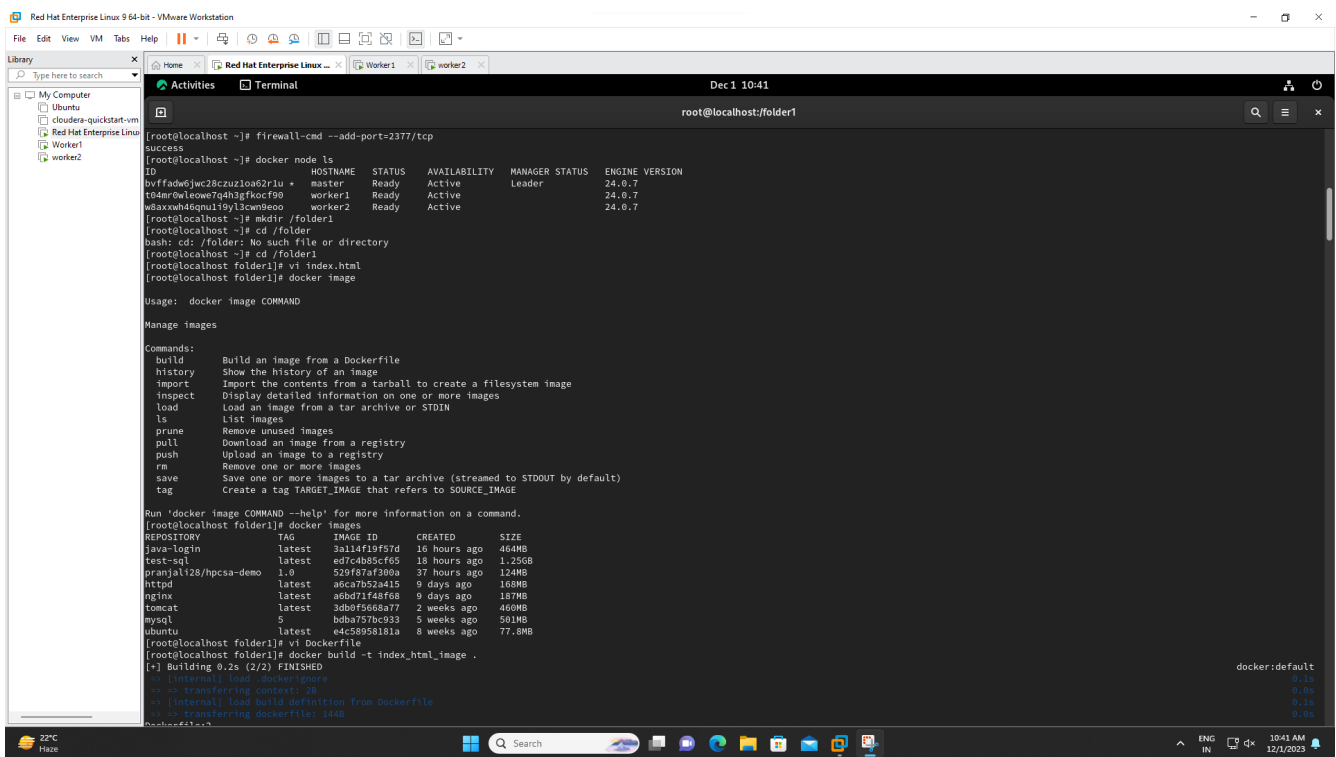 Red Hat Enterprise Linux 9 64-bit - VMware Workstation
File Edit View VM Tabs Help
Library
Type here to search
My Computer
Ubuntu
cloudera-quickstart-vm
Red Hat Enterprise Linu
Worker1
worker2
Home
Red Hat Enterprise Linux ...
Worker1
worker2
Activities Terminal Dec 1 10:41
root@localhost:/folder1
[root@localhost ~]# firewall-cmd --add-port=2377/tcp
success
[root@localhost ~]# docker node ls
ID HOSTNAME STATUS AVAILABILITY MANAGER STATUS ENGINE VERSION
bvffadw6jwc28czuz1oa62r1u * master Ready Active Leader 24.0.7
t04mr0wleowe7q4h3gfkocf90 worker1 Ready Active 24.0.7
w8axxwh46qnu1i9yl3cwn9eoo worker2 Ready Active 24.0.7
[root@localhost ~]# mkdir /folder1
[root@localhost ~]# cd /folder
bash: cd: /folder: No such file or directory
[root@localhost ~]# cd /folder1
[root@localhost folder1]# vi index.html
[root@localhost folder1]# docker image
Usage: docker image COMMAND
Manage images
Commands:
build Build an image from a Dockerfile
history Show the history of an image
import Import the contents from a tarball to create a filesystem image
inspect Display detailed information on one or more images
load Load an image from a tar archive or STDIN
ls List images
prune Remove unused images
pull Download an image from a registry
push Upload an image to a registry
rm Remove one or more images
save Save one or more images to a tar archive (streamed to STDOUT by default)
tag Create a tag TARGET_IMAGE that refers to SOURCE_IMAGE
Run 'docker image COMMAND --help' for more information on a command.
[root@localhost folder1]# docker images
REPOSITORY TAG IMAGE ID CREATED SIZE
java-login latest 3a114f19f57d 16 hours ago 464MB
test-sql latest ed7c4b85cf65 18 hours ago 1.25GB
pranjali28/hpcsa-demo 1.0 529f87af300a 37 hours ago 124MB
httpd latest a6ca7b52a415 9 days ago 168MB
nginx latest a6bd71f48f68 9 days ago 187MB
tomcat latest 3db0f5668a77 2 weeks ago 460MB
mysql 5 bdba757bc933 5 weeks ago 501MB
ubuntu latest e4c58958181a 8 weeks ago 77.8MB
[root@localhost folder1]# vi Dockerfile
[root@localhost folder1]# docker build -t index_html_image .
[+] Building 0.2s (2/2) FINISHED docker:default
=> [internal] load .dockerignore 0.1s
=> => transferring context: 2B 0.0s
=> [internal] load build definition from Dockerfile 0.1s
=> => transferring dockerfile: 144B 0.0s
Dockerfile:2
22°C
Haze
Search
ENG
IN
10:41 AM
12/1/2023